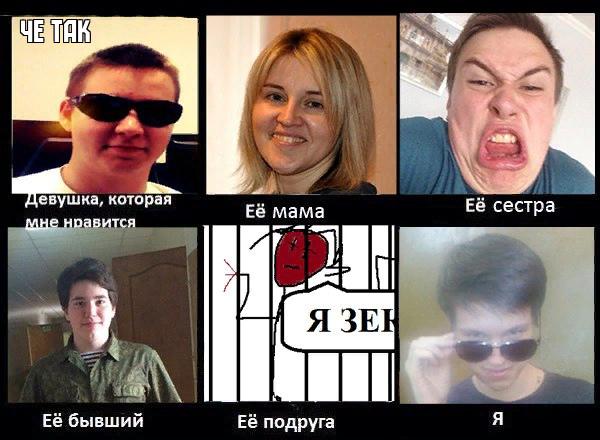 ЧЕ ТАК
Девушка, которая
мне нравится
Её мама
Её сестра
Я ЗЕК
Её бывший
Её подруга
Я